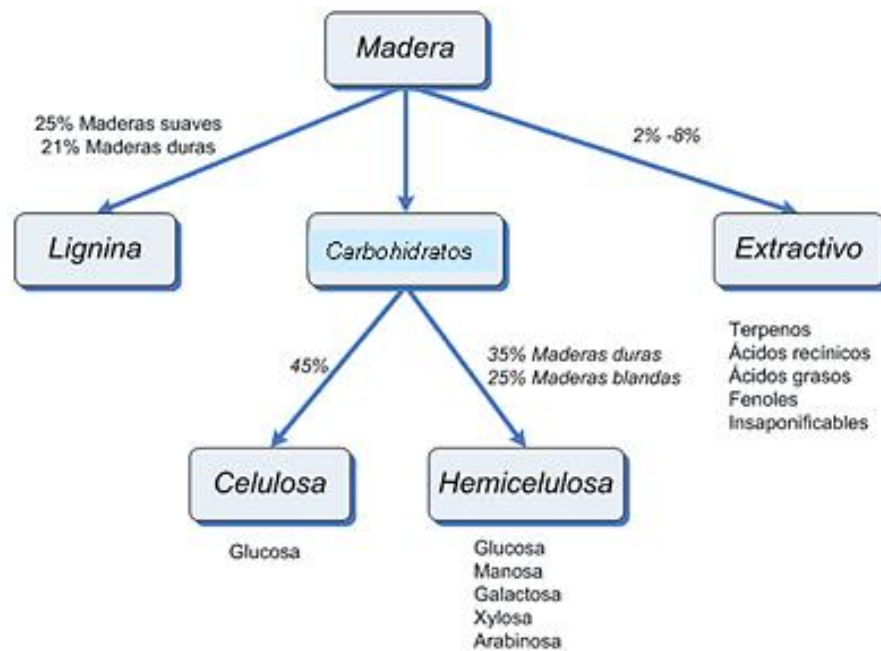 Madera
25% Maderas suaves
21% Maderas duras
2% -8%
Lignina
Carbohidratos
Extractivo
Terpenos
Ácidos recínicos
Ácidos grasos
Fenoles
Insaponificables
45%
35% Maderas duras
25% Maderas blandas
Celulosa
Hemicelulosa
Glucosa
Glucosa
Manosa
Galactosa
Xylosa
Arabinosa